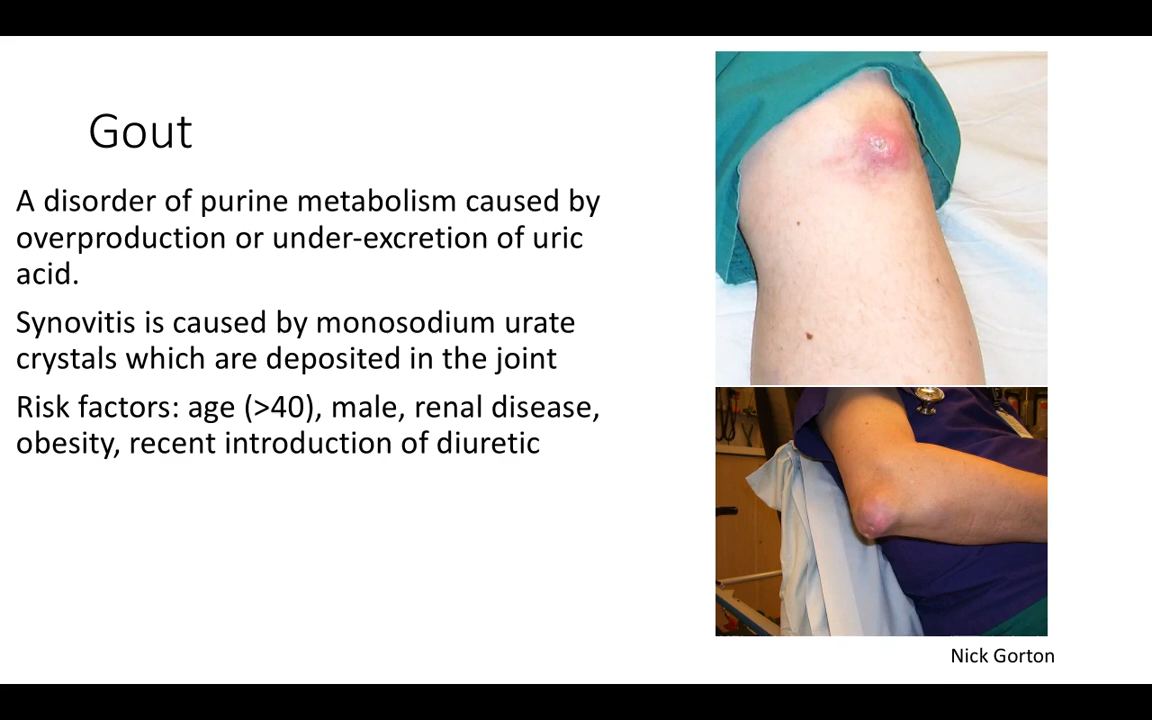 Gout
A disorder of purine metabolism caused by
overproduction or under-excretion of uric
acid.
Synovitis is caused by monosodium urate
crystals which are deposited in the joint
Risk factors: age (>40), male, renal disease,
obesity, recent introduction of diuretic
Nick Gorton